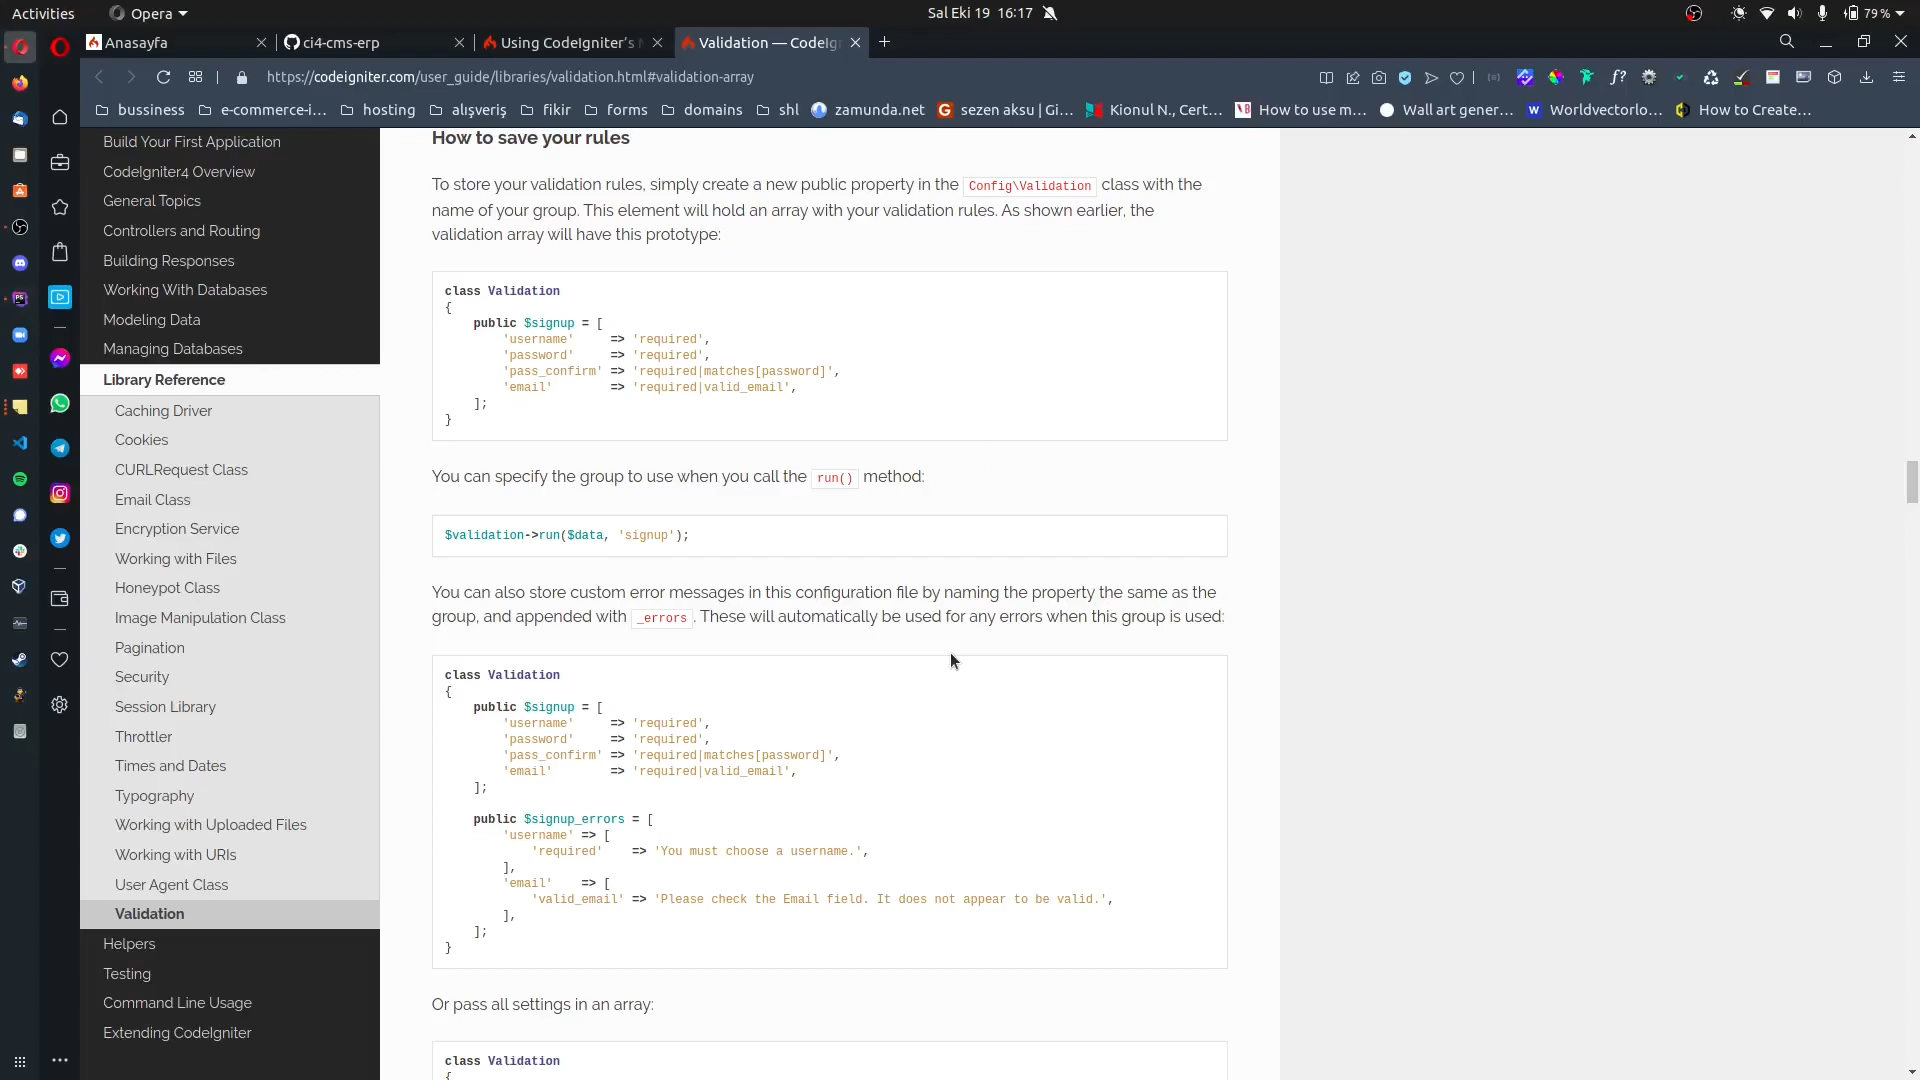 Activities
Opera
Sal Eki 19 16:17
79 %
Anasayfa
ci4-cms-erp
Using CodeIgniter's
Validation — CodeIg
https://codeigniter.com/user_guide/libraries/validation.html#validation-array
bussiness
e-commerce-i...
hosting
alışveriş
fikir
forms
domains
shl
zamunda.net
sezen aksu | Gi...
Kionul N., Cert...
How to use m...
Wall art gener...
Worldvectorlo...
How to Create...
Build Your First Application
CodeIgniter4 Overview
General Topics
Controllers and Routing
Building Responses
Working With Databases
Modeling Data
Managing Databases
Library Reference
Caching Driver
Cookies
CURLRequest Class
Email Class
Encryption Service
Working with Files
Honeypot Class
Image Manipulation Class
Pagination
Security
Session Library
Throttler
Times and Dates
Typography
Working with Uploaded Files
Working with URIs
User Agent Class
Validation
Helpers
Testing
Command Line Usage
Extending CodeIgniter
How to save your rules
To store your validation rules, simply create a new public property in the Config\Validation class with the
name of your group. This element will hold an array with your validation rules. As shown earlier, the
validation array will have this prototype:
class Validation
{
    public $signup = [
        'username'     => 'required',
        'password'     => 'required',
        'pass_confirm' => 'required|matches[password]',
        'email'        => 'required|valid_email',
    ];
}
You can specify the group to use when you call the run() method:
$validation->run($data, 'signup');
You can also store custom error messages in this configuration file by naming the property the same as the
group, and appended with _errors. These will automatically be used for any errors when this group is used:
class Validation
{
    public $signup = [
        'username'     => 'required',
        'password'     => 'required',
        'pass_confirm' => 'required|matches[password]',
        'email'        => 'required|valid_email',
    ];
    public $signup_errors = [
        'username' => [
            'required'    => 'You must choose a username.',
        ],
        'email'    => [
            'valid_email' => 'Please check the Email field. It does not appear to be valid.',
        ],
    ];
}
Or pass all settings in an array:
class Validation
{